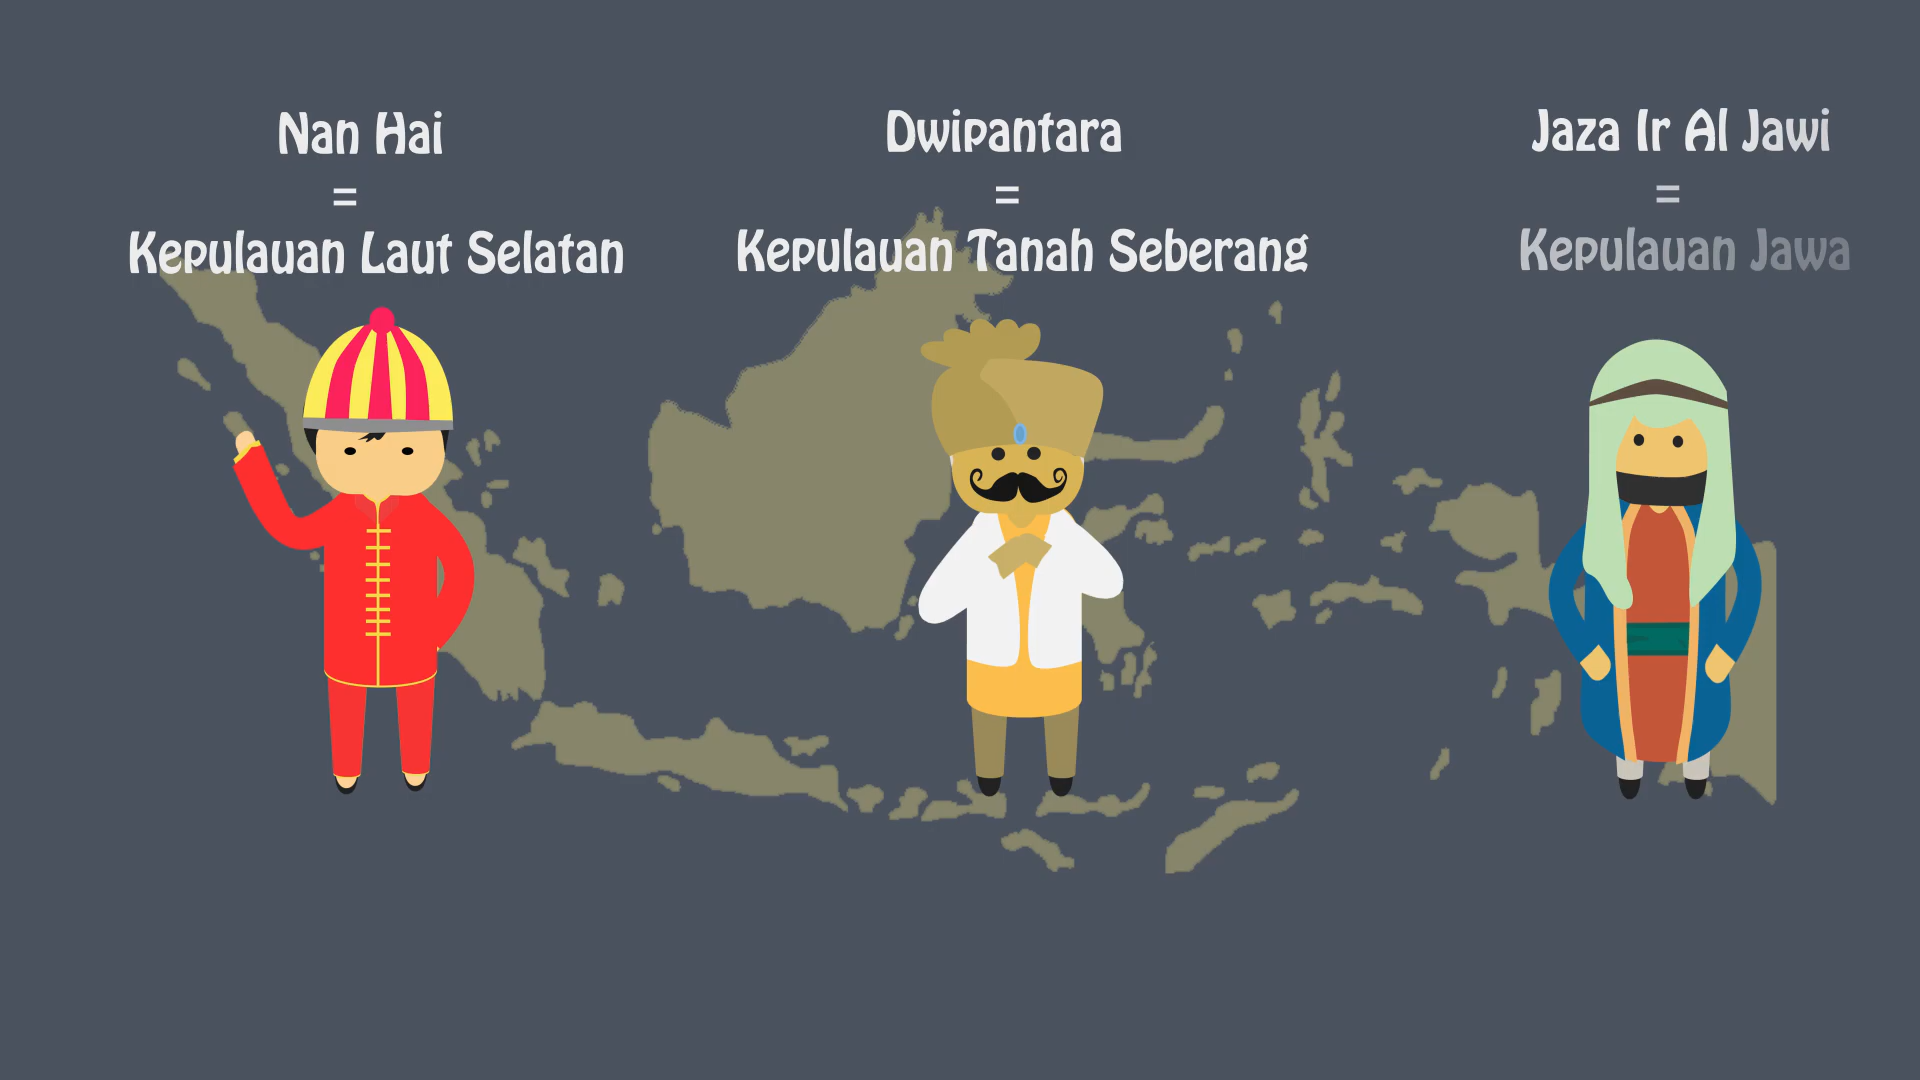 Nan Hai
=
Kepulauan Laut Selatan
Dwipantara
=
Kepulauan Tanah Seberang
Jaza Ir Al Jawi
=
Kepulauan Jawa